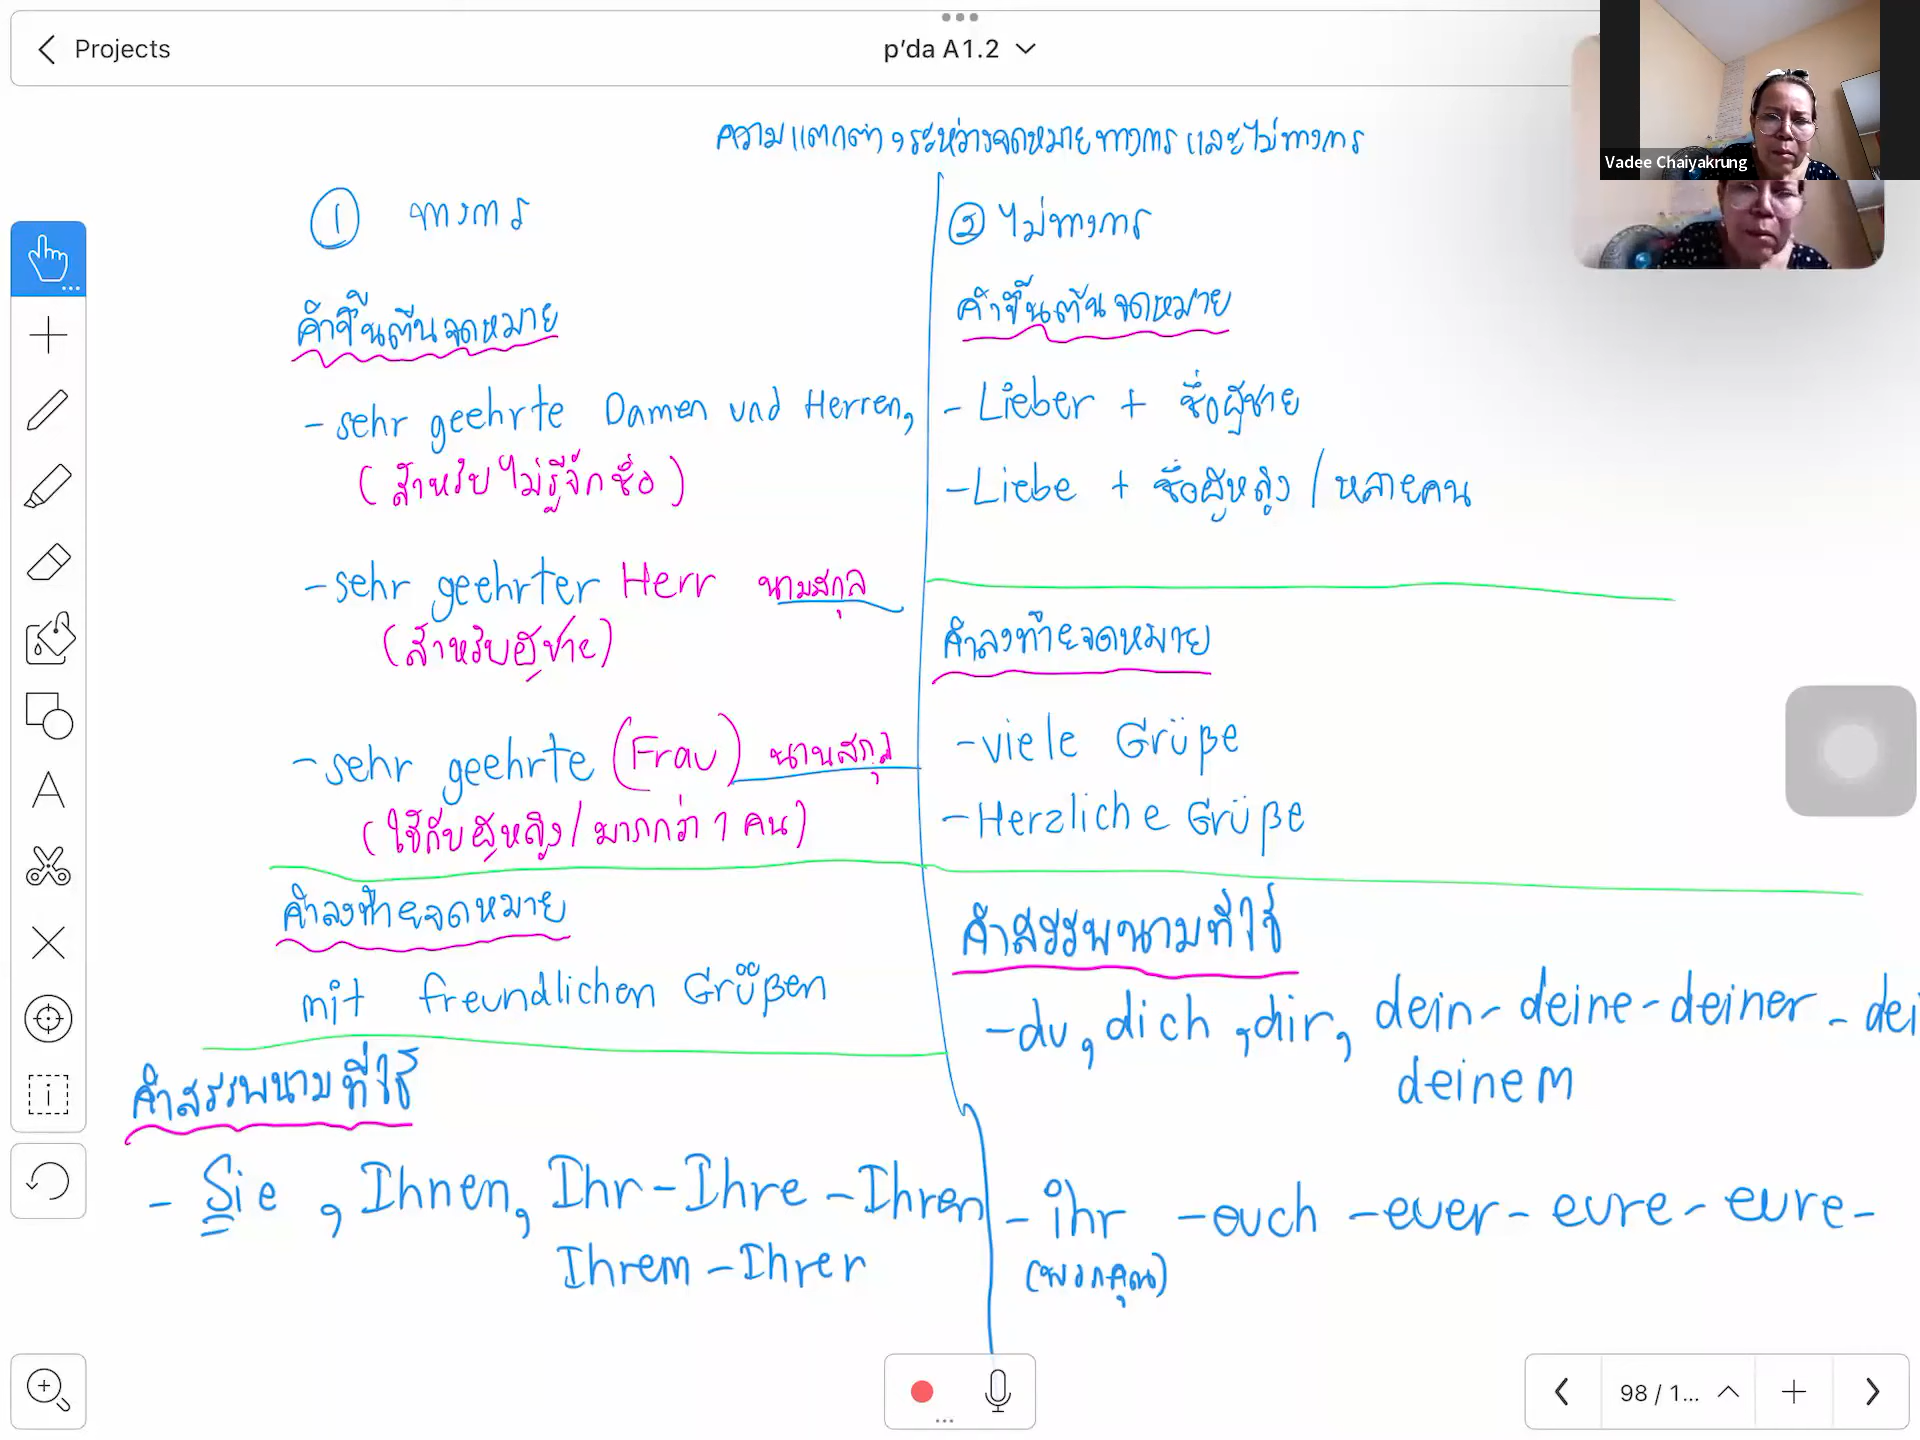 Projects
p'da A1.2
Vadee Chaiyakrung
ความแตกต่างระหว่างจดหมายทางการ และไม่ทางการ
① ทางการ
คำขึ้นต้นจดหมาย
- sehr geehrte Damen und Herren,
(สำหรับไม่รู้จักชื่อ)
- sehr geehrter Herr นามสกุล
(สำหรับผู้ชาย)
- sehr geehrte (Frau) นามสกุล
(ใช้กับผู้หญิง/มากกว่า 1 คน)
คำลงท้ายจดหมาย
mit freundlichen Grüßen
คำสรรพนามที่ใช้
- Sie , Ihnen, Ihr - Ihre - Ihren
Ihrem - Ihrer
② ไม่ทางการ
คำขึ้นต้นจดหมาย
- Lieber + ชื่อผู้ชาย
- Liebe + ชื่อผู้หญิง / หลายคน
คำลงท้ายจดหมาย
- viele Grüße
- Herzliche Grüße
คำสรรพนามที่ใช้
- du, dich , dir, dein - deine - deiner - dei
deinem
- ihr - euch - euer - eure - eure -
(พวกคุณ)
98 / 1...